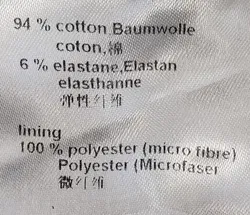 94 % cotton Baumwolle
coton,棉
6 % elastane,Elastan
elasthanne
弹性纤维
lining
100 % polyester (micro fibre)
Polyester (Microfaser
微纤维